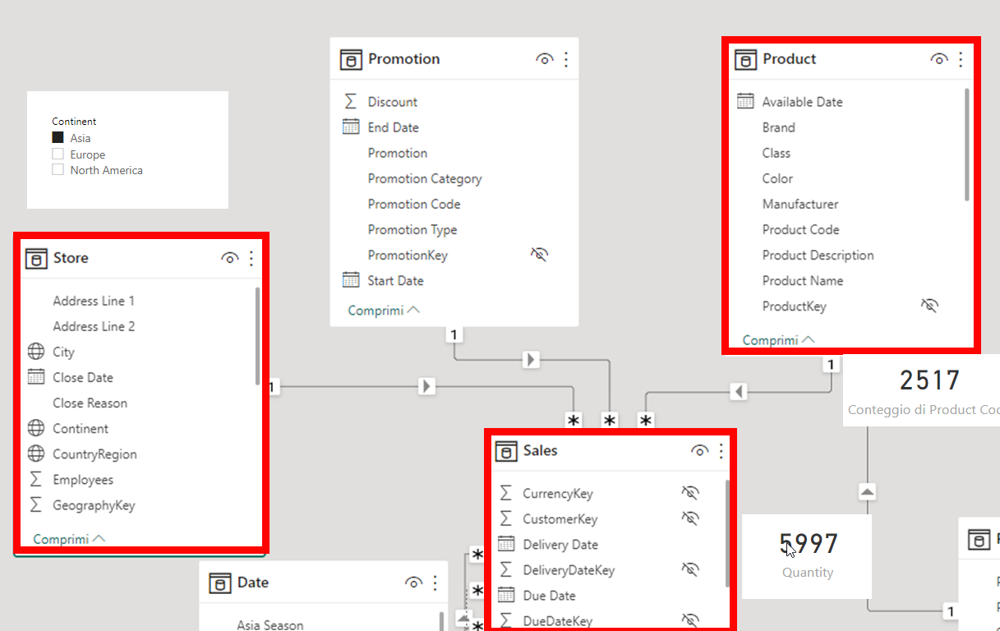 Continent
Asia
Europe
North America
Promotion
Discount
End Date
Promotion
Promotion Category
Promotion Code
Promotion Type
PromotionKey
Start Date
Comprimi
Product
Available Date
Brand
Class
Color
Manufacturer
Product Code
Product Description
Product Name
ProductKey
Comprimi
Store
Address Line 1
Address Line 2
City
Close Date
Close Reason
Continent
CountryRegion
Employees
GeographyKey
Comprimi
1
1
1
2517
Conteggio di Product Coc
*
*
*
Sales
CurrencyKey
CustomerKey
Delivery Date
DeliveryDateKey
Due Date
DueDateKey
5997
Quantity
*
*
*
Date
Asia Season
1